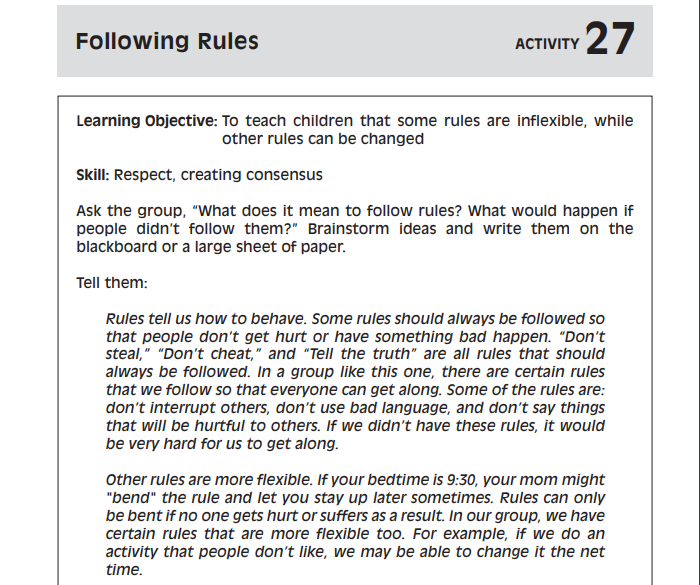 Following Rules
ACTIVITY 27
Learning Objective: To teach children that some rules are inflexible, while
other rules can be changed
Skill: Respect, creating consensus
Ask the group, "What does it mean to follow rules? What would happen if
people didn't follow them?" Brainstorm ideas and write them on the
blackboard or a large sheet of paper.
Tell them:
Rules tell us how to behave. Some rules should always be followed so
that people don't get hurt or have something bad happen. "Don't
steal," "Don't cheat," and "Tell the truth" are all rules that should
always be followed. In a group like this one, there are certain rules
that we follow so that everyone can get along. Some of the rules are:
don't interrupt others, don't use bad language, and don't say things
that will be hurtful to others. If we didn't have these rules, it would
be very hard for us to get along.
Other rules are more flexible. If your bedtime is 9:30, your mom might
"bend" the rule and let you stay up later sometimes. Rules can only
be bent if no one gets hurt or suffers as a result. In our group, we have
certain rules that are more flexible too. For example, if we do an
activity that people don't like, we may be able to change it the net
time.